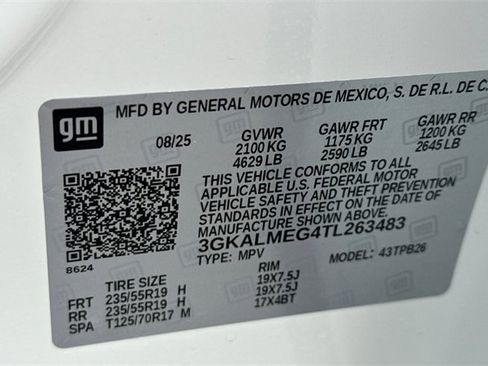 gm
MFD BY GENERAL MOTORS DE MEXICO, S. DE R.L. DE C.
08/25 GVWR GAWR FRT GAWR RR
2100 KG 1175 KG 1200 KG
4629 LB 2590 LB 2645 LB
THIS VEHICLE CONFORMS TO ALL
APPLICABLE U.S. FEDERAL MOTOR
VEHICLE SAFETY AND THEFT PREVENTION
STANDARDS IN EFFECT ON THE DATE OF
MANUFACTURE SHOWN ABOVE.
3GKALMEG4TL263483
8624 TYPE: MPV MODEL: 43TPB26
TIRE SIZE RIM
FRT 235/55R19 H 19X7.5J
RR 235/55R19 H 19X7.5J
SPA T125/70R17 M 17X4BT